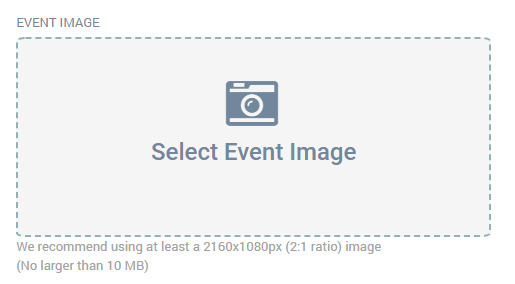 EVENT IMAGE
Select Event Image
We recommend using at least a 2160x1080px (2:1 ratio) image
(No larger than 10 MB)